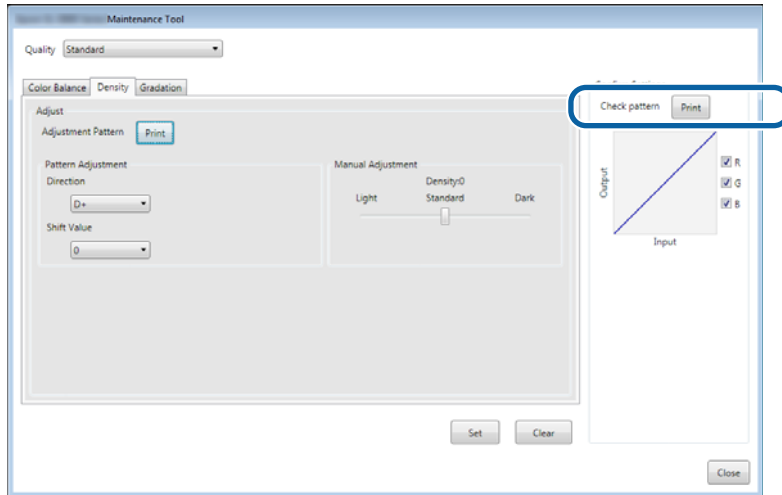 Maintenance Tool
Quality Standard
Color Balance Density Gradation
Adjust
Adjustment Pattern Print
Pattern Adjustment
Direction
D+
Shift Value
0
Manual Adjustment
Density:0
Light Standard Dark
Check pattern Print
Output
R
G
B
Input
Set Clear
Close